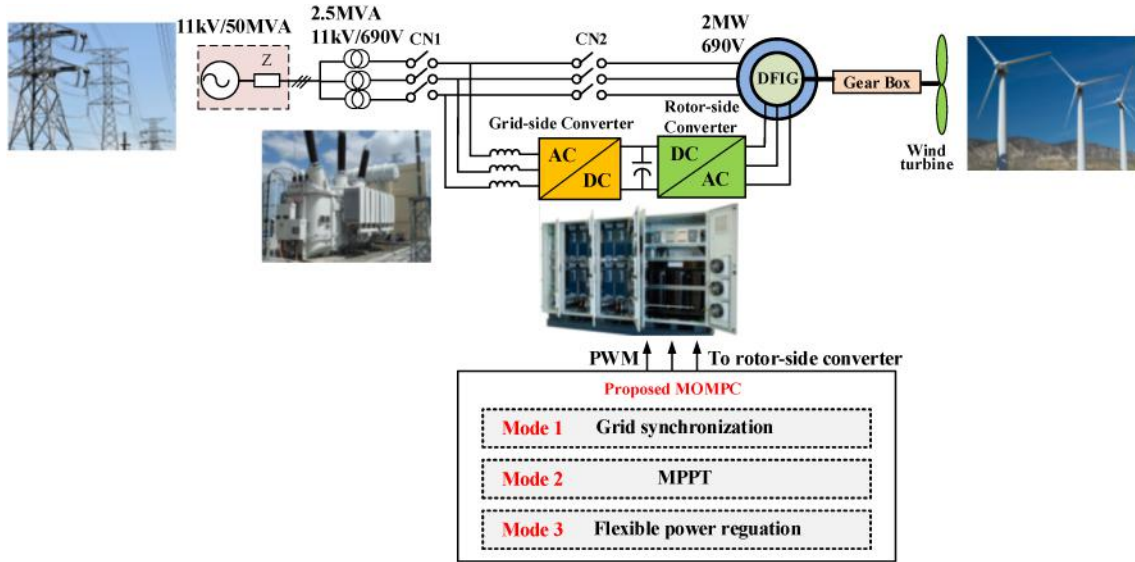 11kV/50MVA
Z
2.5MVA
11kV/690V
CN1
CN2
2MW
690V
DFIG
Gear Box
Wind
turbine
Grid-side Converter
Rotor-side
Converter
AC
DC
DC
AC
PWM
To rotor-side converter
Proposed MOMPC
Mode 1 Grid synchronization
Mode 2 MPPT
Mode 3 Flexible power reguation